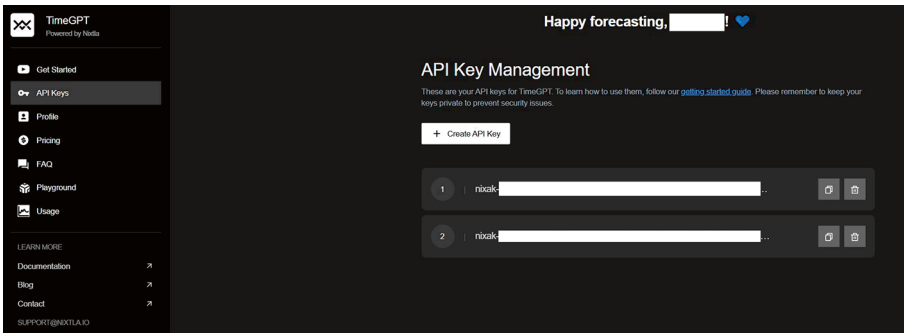 TimeGPT
Powered by Nixtla
Get Started
API Keys
Profile
Pricing
FAQ
Playground
Usage
LEARN MORE
Documentation
Blog
Contact
SUPPORT@NIXTLA.IO
Happy forecasting, !
API Key Management
These are your API keys for TimeGPT. To learn how to use them, follow our getting started guide. Please remember to keep your
keys private to prevent security issues.
+ Create API Key
1 | nixak- ..
2 | nixak- ...